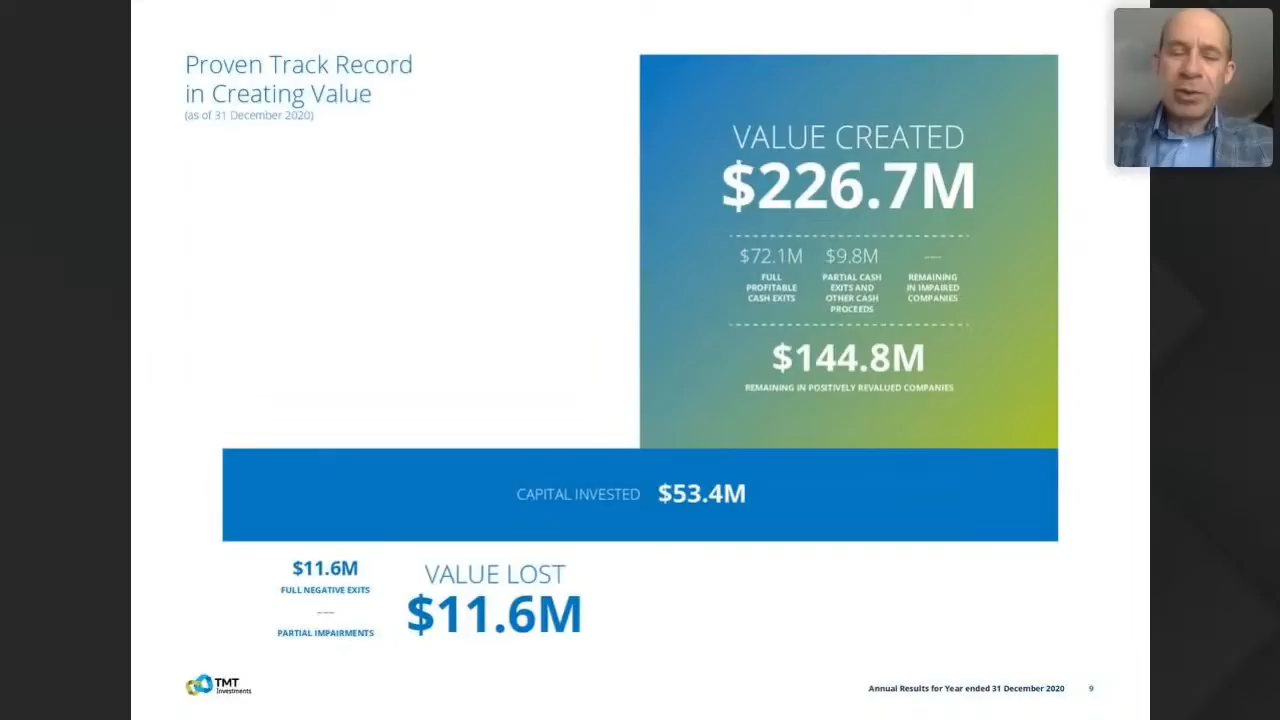 Proven Track Record
in Creating Value
(as of 31 December 2020)
VALUE CREATED
$226.7M
$72.1M
FULL
PROFITABLE
CASH EXITS
$9.8M
PARTIAL CASH
EXITS AND
OTHER CASH
PROCEEDS
—
REMAINING
IN IMPAIRED
COMPANIES
$144.8M
REMAINING IN POSITIVELY REVALUED COMPANIES
CAPITAL INVESTED $53.4M
$11.6M
FULL NEGATIVE EXITS
—
PARTIAL IMPAIRMENTS
VALUE LOST
$11.6M
TMT
Investments
Annual Results for Year ended 31 December 2020 9